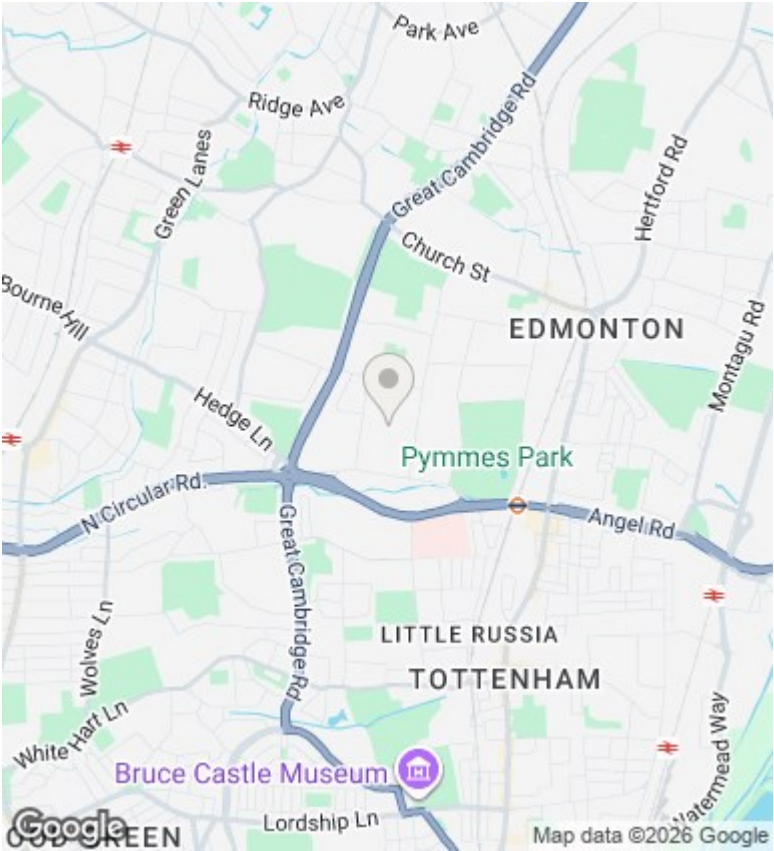 Park Ave
Ridge Ave
Green Lanes
Great Cambridge Rd
Hertford Rd
Church St
Bourne Hill
EDMONTON
Montagu Rd
Hedge Ln
Pymmes Park
N Circular Rd.
Angel Rd
Great Cambridge Rd
Wolves Ln
LITTLE RUSSIA
TOTTENHAM
White Hart Ln
Watermead Way
Bruce Castle Museum
Lordship Ln
Google
OOD GREEN
Map data ©2026 Google